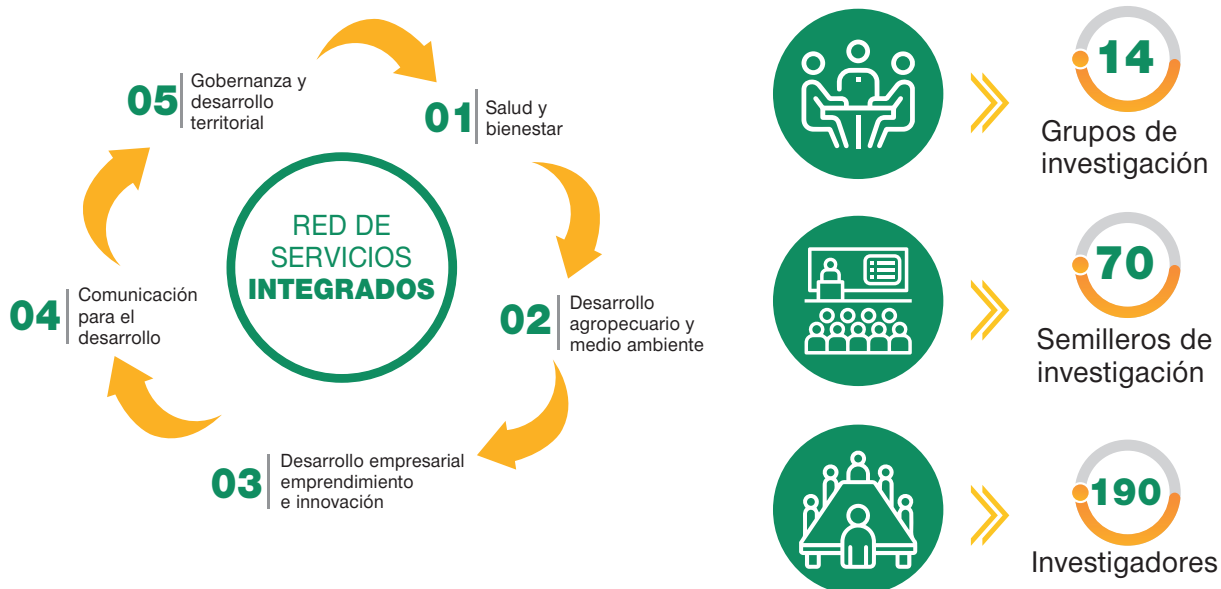 RED DE
SERVICIOS
INTEGRADOS
01
Salud y
bienestar
02
Desarrollo
agropecuario y
medio ambiente
03
Desarrollo empresarial
emprendimiento
e innovación
04
Comunicación
para el
desarrollo
05
Gobernanza y
desarrollo
territorial
14
Grupos de
investigación
70
Semilleros de
investigación
190
Investigadores